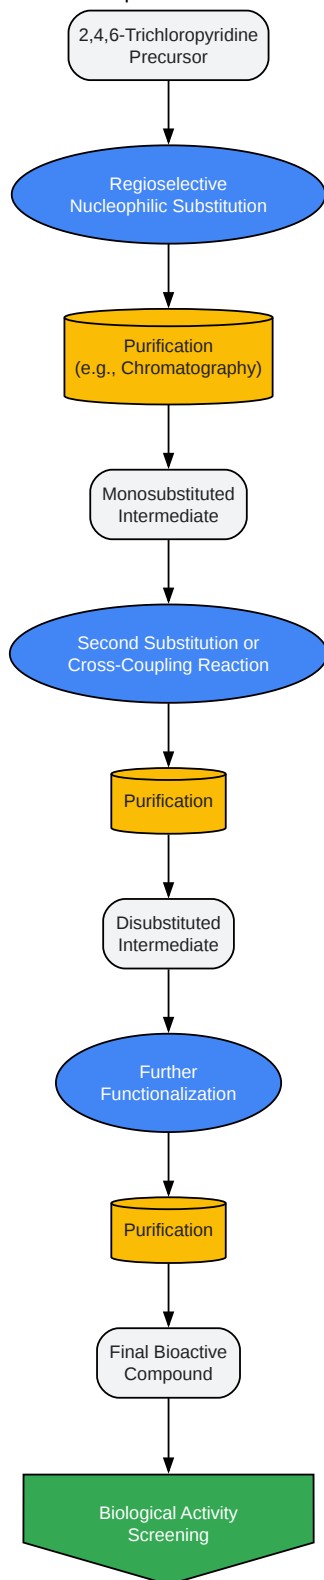 2,4,6-Trichloropyridine
Precursor
Regioselective
Nucleophilic Substitution
Purification
(e.g., Chromatography)
Monosubstituted
Intermediate
Second Substitution or
Cross-Coupling Reaction
Purification
Disubstituted
Intermediate
Further
Functionalization
Purification
Final Bioactive
Compound
Biological Activity
Screening